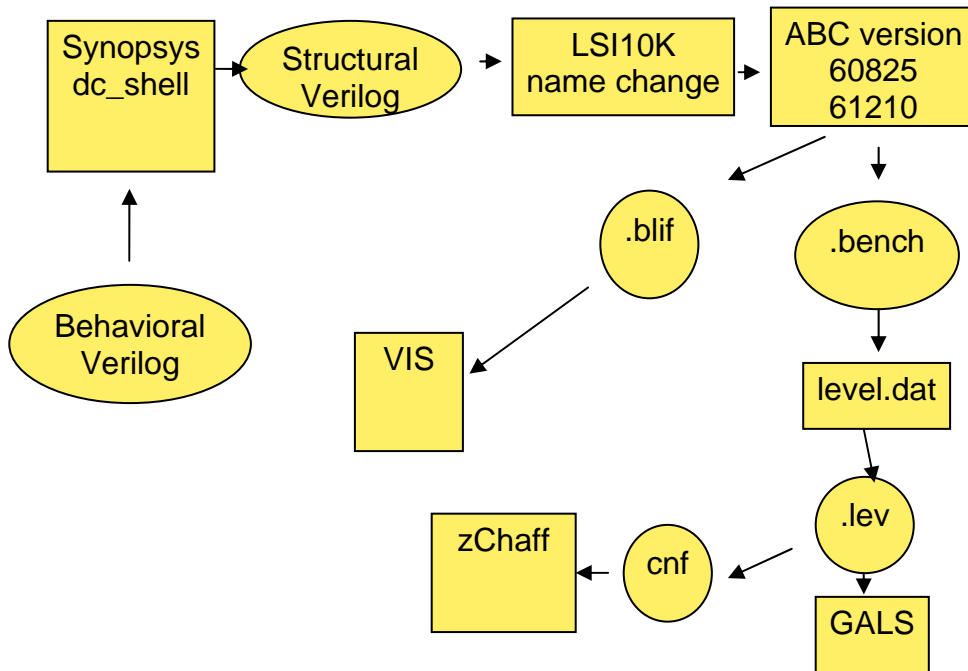 Synopsys
dc_shell
Structural
Verilog
LSI10K
name change
ABC version
60825
61210
.blif
.bench
Behavioral
Verilog
VIS
level.dat
.lev
zChaff
cnf
GALS